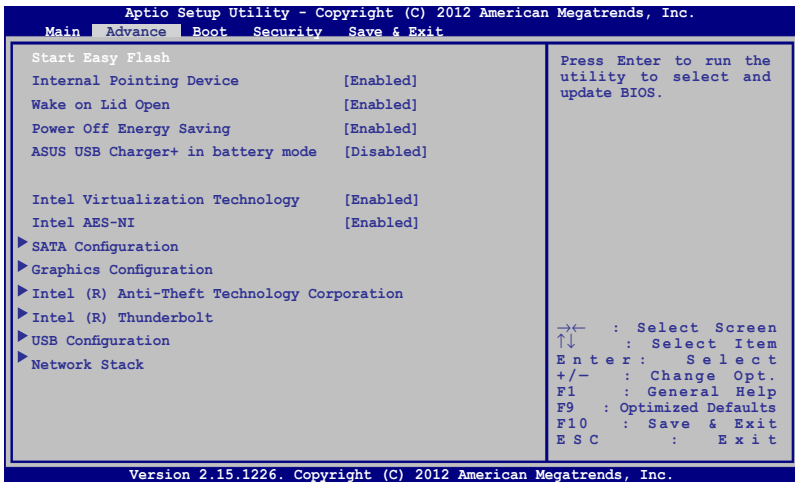 Aptio Setup Utility - Copyright (C) 2012 American Megatrends, Inc.
Main Advance Boot Security Save & Exit
Start Easy Flash
Internal Pointing Device [Enabled]
Wake on Lid Open [Enabled]
Power Off Energy Saving [Enabled]
ASUS USB Charger+ in battery mode [Disabled]
Intel Virtualization Technology [Enabled]
Intel AES-NI [Enabled]
SATA Configuration
Graphics Configuration
Intel (R) Anti-Theft Technology Corporation
Intel (R) Thunderbolt
USB Configuration
Network Stack
Press Enter to run the
utility to select and
update BIOS.
→← : Select Screen
↑↓ : Select Item
Enter: Select
+/— : Change Opt.
F1 : General Help
F9 : Optimized Defaults
F10 : Save & Exit
ESC : Exit
Version 2.15.1226. Copyright (C) 2012 American Megatrends, Inc.